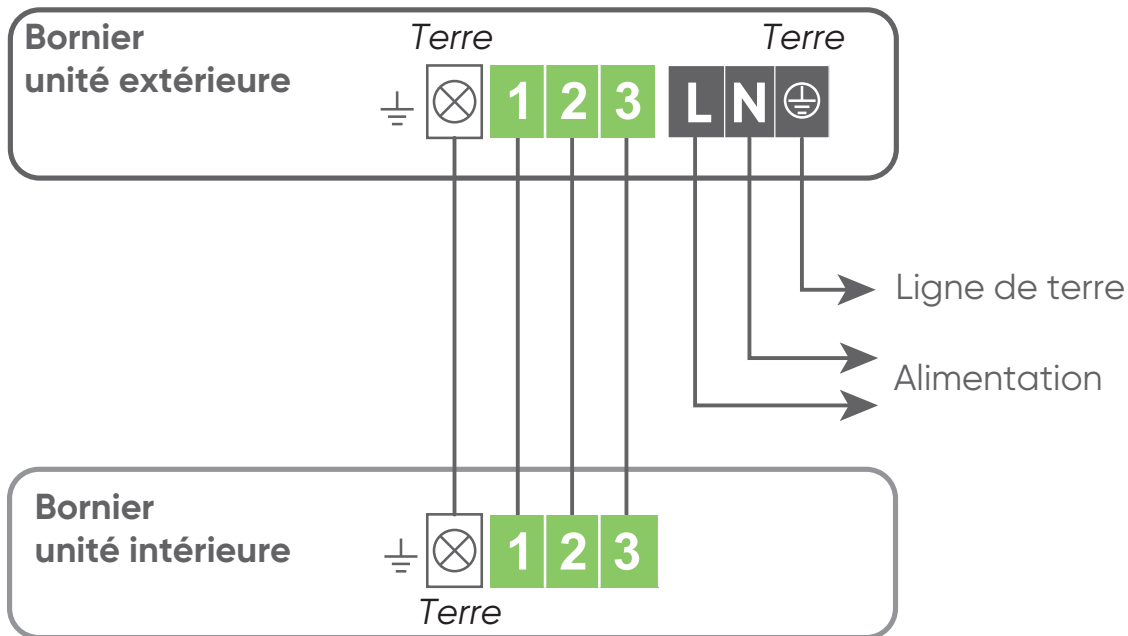 Bornier
unité extérieure
Terre
Terre
1 2 3 L N
Ligne de terre
Alimentation
Bornier
unité intérieure
1 2 3
Terre